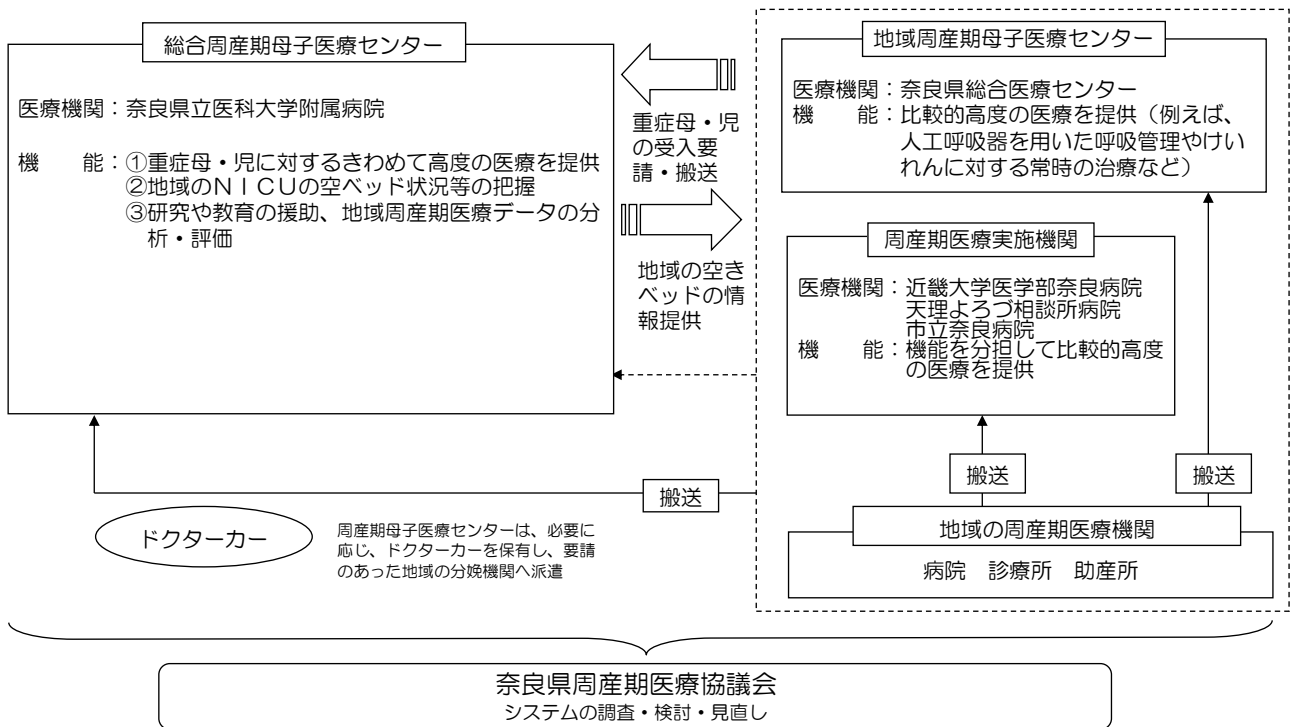 総合周産期母子医療センター
医療機関：奈良県立医科大学附属病院
機　　能：①重症母・児に対するきわめて高度の医療を提供
②地域のＮＩＣＵの空ベッド状況等の把握
③研究や教育の援助、地域周産期医療データの分
析・評価
重症母・児
の受入要
請・搬送
地域の空き
ベッドの情
報提供
地域周産期母子医療センター
医療機関：奈良県総合医療センター
機　　能：比較的高度の医療を提供（例えば、
人工呼吸器を用いた呼吸管理やけい
れんに対する常時の治療など）
周産期医療実施機関
医療機関：近畿大学医学部奈良病院
天理よろづ相談所病院
市立奈良病院
機　　能：機能を分担して比較的高度
の医療を提供
搬送
搬送
搬送
地域の周産期医療機関
病院　診療所　助産所
ドクターカー
周産期母子医療センターは、必要に
応じ、ドクターカーを保有し、要請
のあった地域の分娩機関へ派遣
奈良県周産期医療協議会
システムの調査・検討・見直し